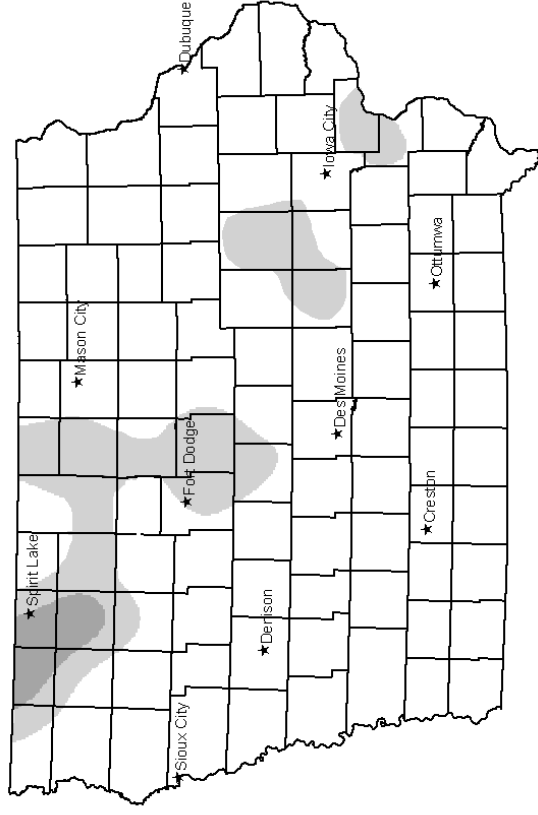 Spirit Lake
Mason City
Dubuque
Sioux City
Fort Dodge
Denison
Des Moines
Iowa City
Creston
Ottumwa